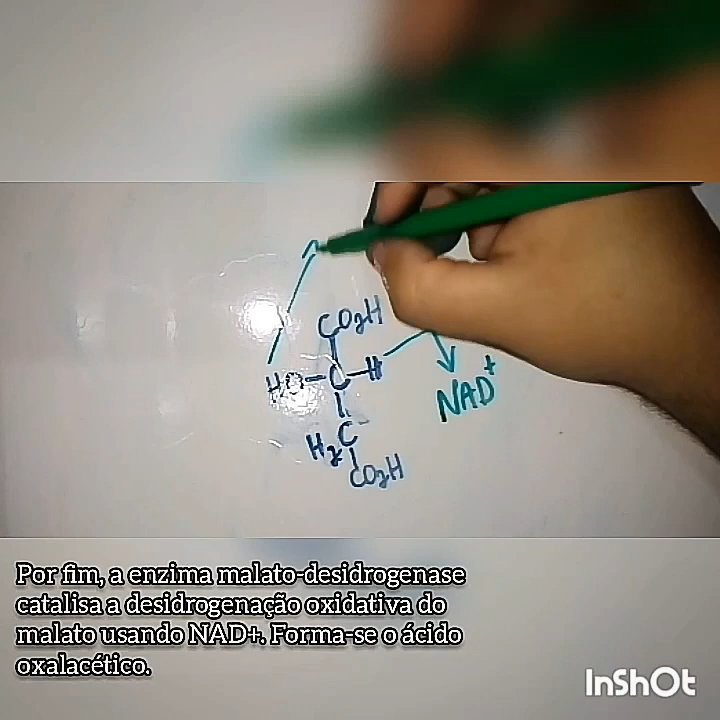 CO2H
HO-C-H
NAD+
H2C
CO2H
Por fim, a enzima malato-desidrogenase
catalisa a desidrogenação oxidativa do
malato usando NAD+. Forma-se o ácido
oxalacético.
InShOt